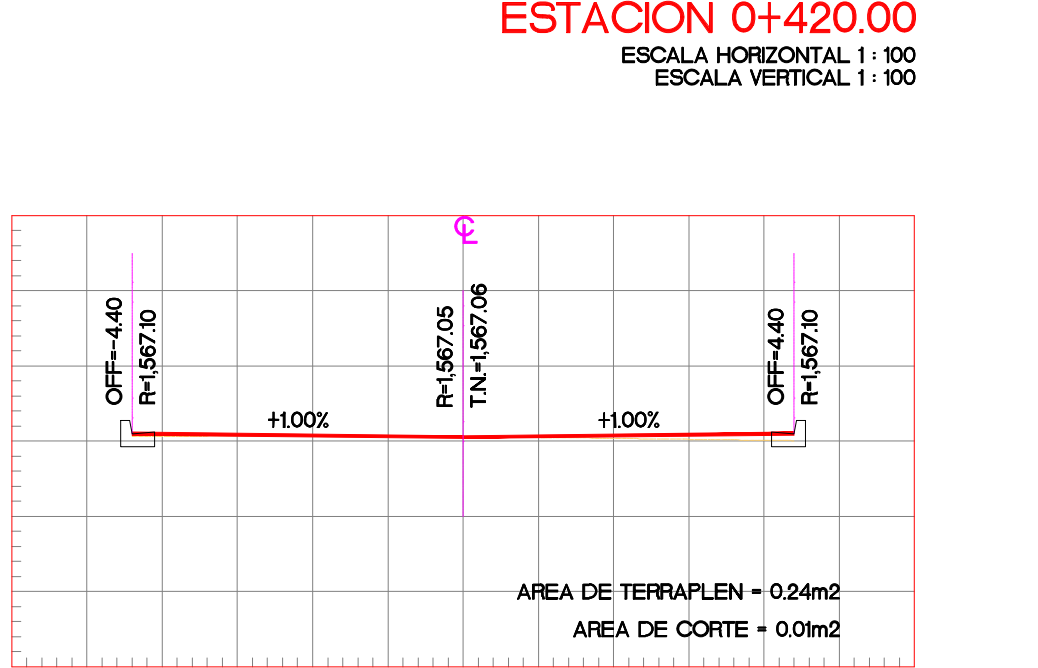 ESTACION 0+420.00
ESCALA HORIZONTAL 1 : 100
ESCALA VERTICAL 1 : 100
℄
OFF=-4.40
R=1,567.10
R=1,567.05
T.N.=1,567.06
OFF=4.40
R=1,567.10
+1.00%
+1.00%
AREA DE TERRAPLEN = 0.24m2
AREA DE CORTE = 0.01m2